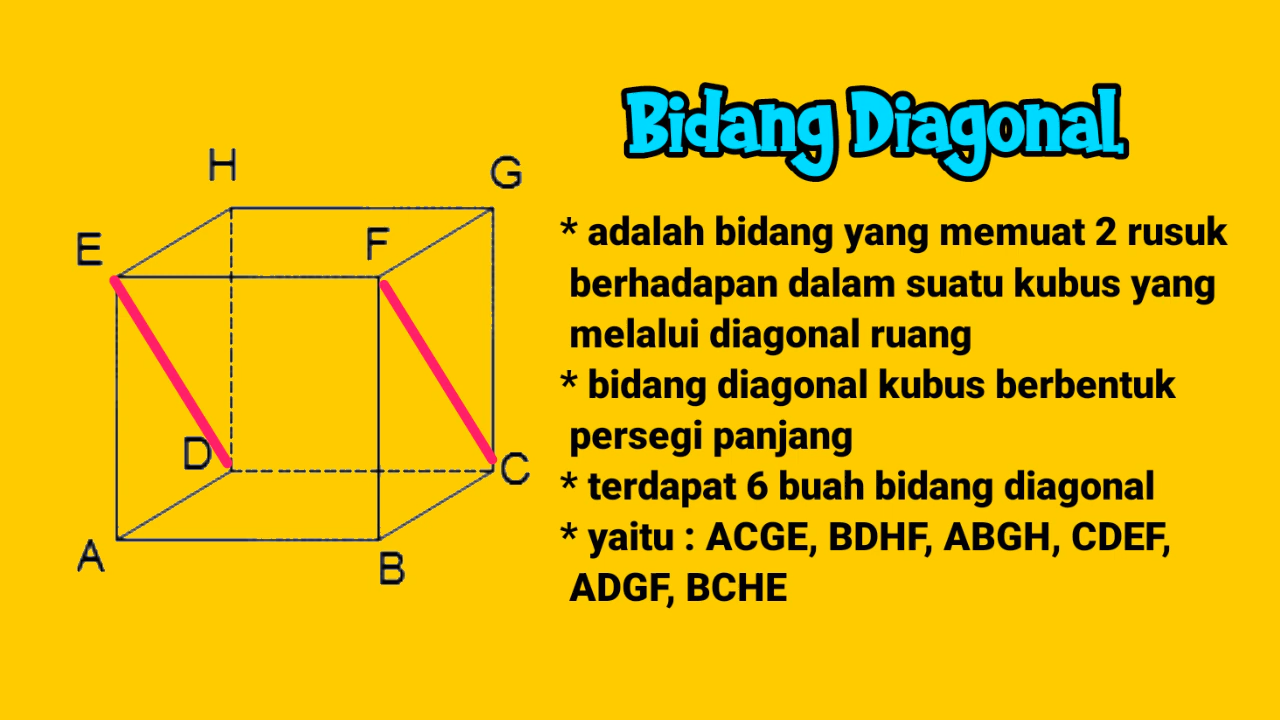 Bidang Diagonal
* adalah bidang yang memuat 2 rusuk
berhadapan dalam suatu kubus yang
melalui diagonal ruang
* bidang diagonal kubus berbentuk
persegi panjang
* terdapat 6 buah bidang diagonal
* yaitu : ACGE, BDHF, ABGH, CDEF,
ADGF, BCHE
H
G
E
F
D
C
A
B